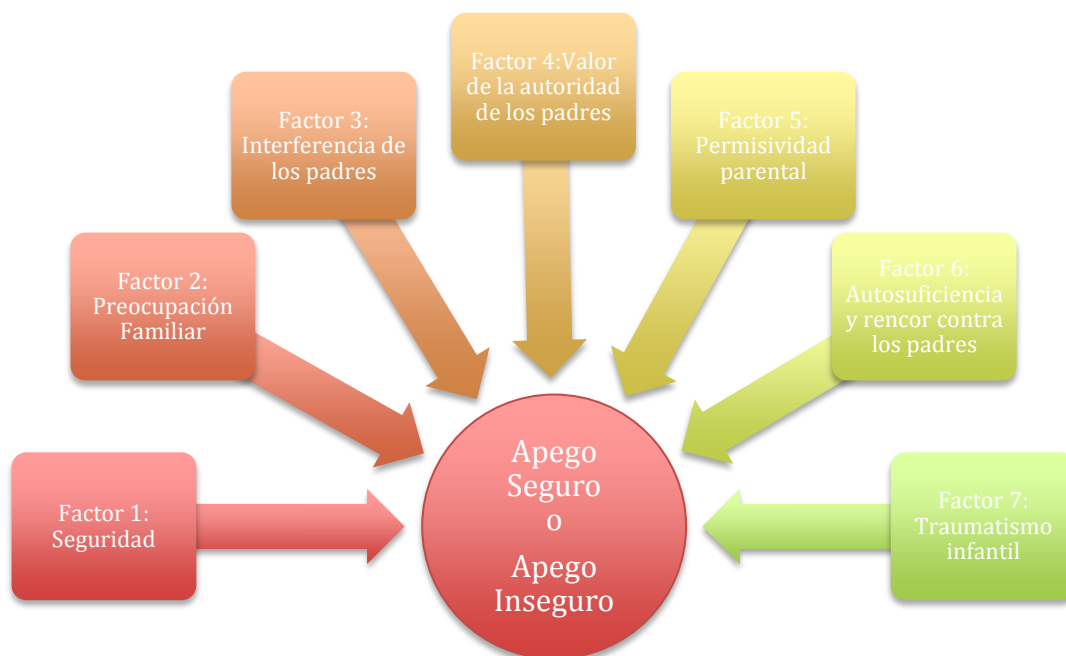 Factor 1:
Seguridad
Factor 2:
Preocupación
Familiar
Factor 3:
Interferencia de
los padres
Factor 4:Valor
de la autoridad
de los padres
Factor 5:
Permisividad
parental
Factor 6:
Autosuficiencia
y rencor contra
los padres
Factor 7:
Traumatismo
infantil
Apego
Seguro
o
Apego
Inseguro